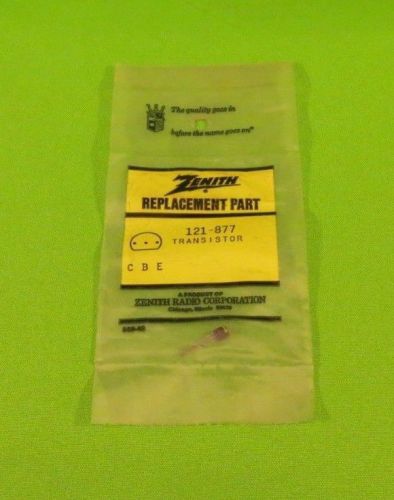 The quality goes in
before the name goes on®
ZENITH
REPLACEMENT PART
121-877
TRANSISTOR
C B E
A PRODUCT OF
ZENITH RADIO CORPORATION
Chicago, Illinois 60639